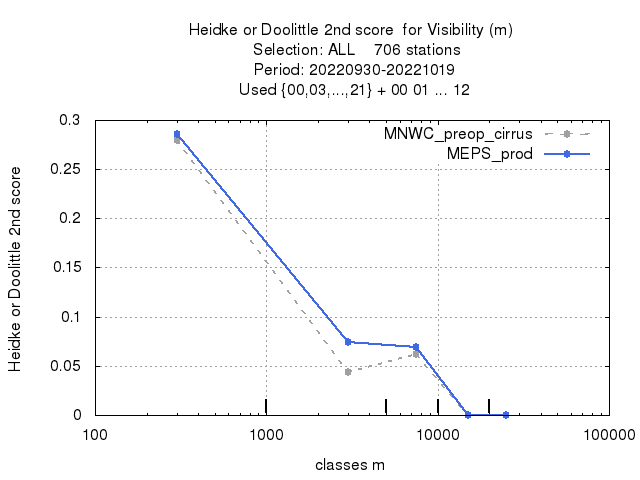 Heidke or Doolittle 2nd score  for Visibility (m)
Selection: ALL    706 stations
Period: 20220930-20221019
Used {00,03,...,21} + 00 01 ... 12
MNWC_preop_cirrus
MEPS_prod
Heidke or Doolittle 2nd score
0.3
0.25
0.2
0.15
0.1
0.05
0
100
1000
10000
100000
classes m